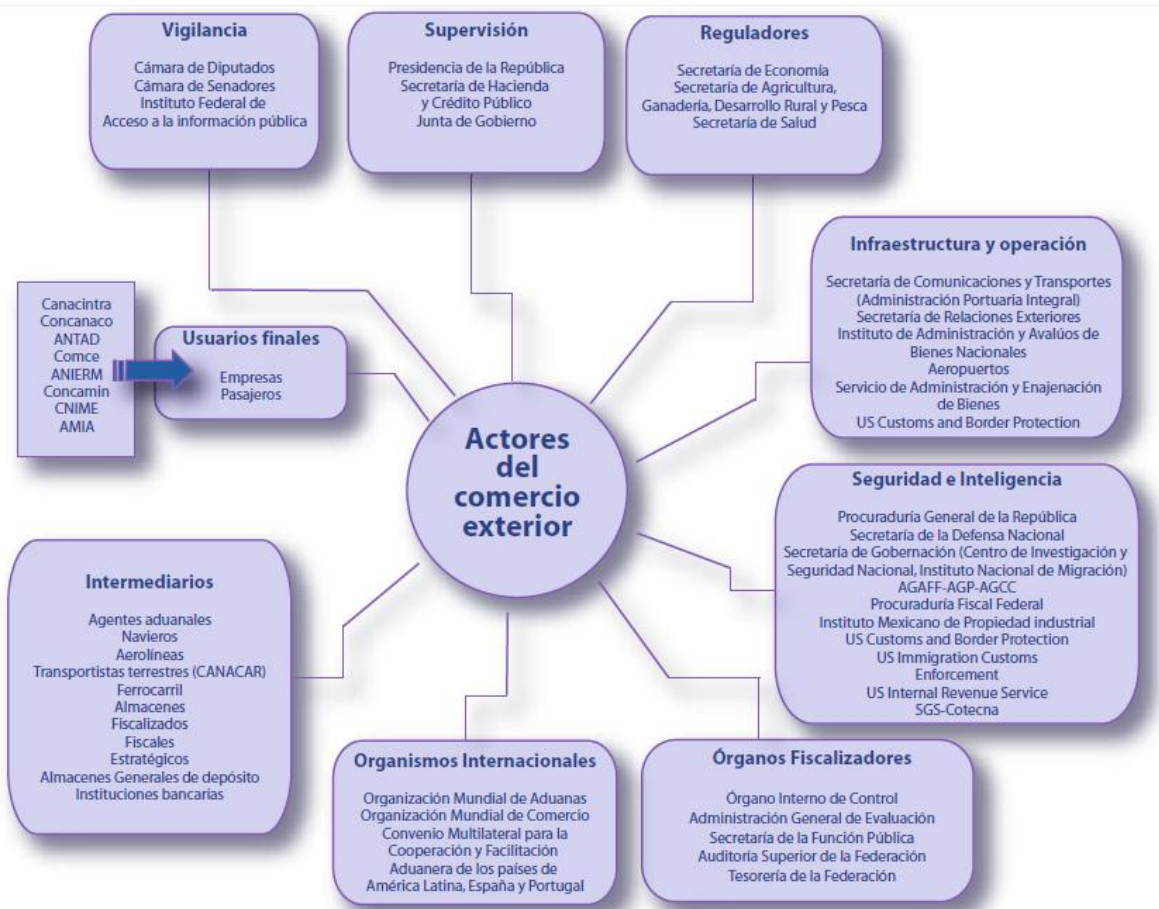 Vigilancia
Cámara de Diputados
Cámara de Senadores
Instituto Federal de
Acceso a la información pública
Supervisión
Presidencia de la República
Secretaría de Hacienda
y Crédito Público
Junta de Gobierno
Reguladores
Secretaría de Economía
Secretaría de Agricultura,
Ganadería, Desarrollo Rural y Pesca
Secretaría de Salud
Infraestructura y operación
Secretaría de Comunicaciones y Transportes
(Administración Portuaria Integral)
Secretaría de Relaciones Exteriores
Instituto de Administración y Avalúos de
Bienes Nacionales
Aeropuertos
Servicio de Administración y Enajenación
de Bienes
US Customs and Border Protection
Canacintra
Concanaco
ANTAD
Comce
ANIERM
Concamin
CNIME
AMIA
Usuarios finales
Empresas
Pasajeros
Actores
del
comercio
exterior
Seguridad e Inteligencia
Procuraduría General de la República
Secretaría de la Defensa Nacional
Secretaría de Gobernación (Centro de Investigación y
Seguridad Nacional, Instituto Nacional de Migración)
AGAFF-AGP-AGCC
Procuraduría Fiscal Federal
Instituto Mexicano de Propiedad industrial
US Customs and Border Protection
US Immigration Customs
Enforcement
US Internal Revenue Service
SGS-Cotecna
Intermediarios
Agentes aduanales
Navieros
Aerolíneas
Transportistas terrestres (CANACAR)
Ferrocarril
Almacenes
Fiscalizados
Fiscales
Estratégicos
Almacenes Generales de depósito
Instituciones bancarias
Organismos Internacionales
Organización Mundial de Aduanas
Organización Mundial de Comercio
Convenio Multilateral para la
Cooperación y Facilitación
Aduanera de los países de
América Latina, España y Portugal
Órganos Fiscalizadores
Órgano Interno de Control
Administración General de Evaluación
Secretaría de la Función Pública
Auditoría Superior de la Federación
Tesorería de la Federación